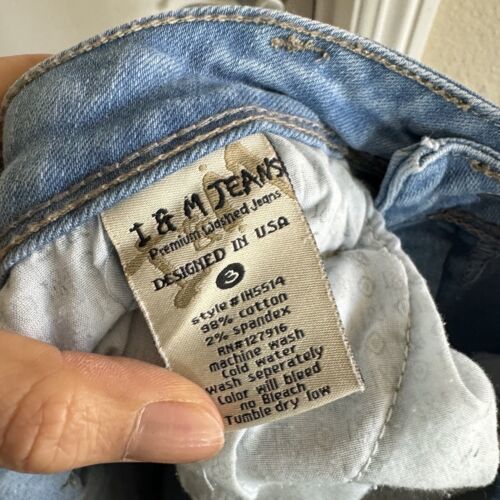 I & M JEANS
Premium Washed Jeans
DESIGNED IN USA
3
style#IH5514
98% cotton
2% spandex
RN#127916
machine wash
Cold water
wash seperately
Color will bleed
no Bleach
Tumble dry low